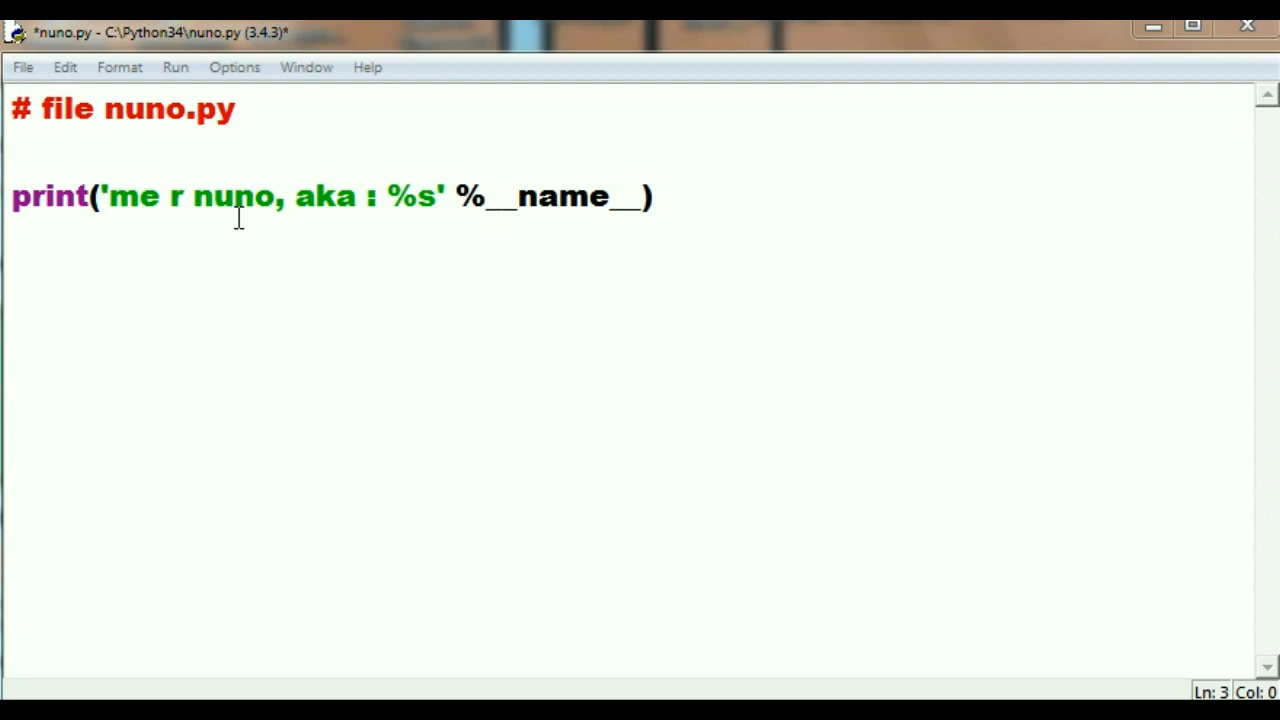 *nuno.py - C:\Python34\nuno.py (3.4.3)*
File Edit Format Run Options Window Help
# file nuno.py
print('me r nuno, aka : %s' %__name__)
Ln: 3 Col: 0